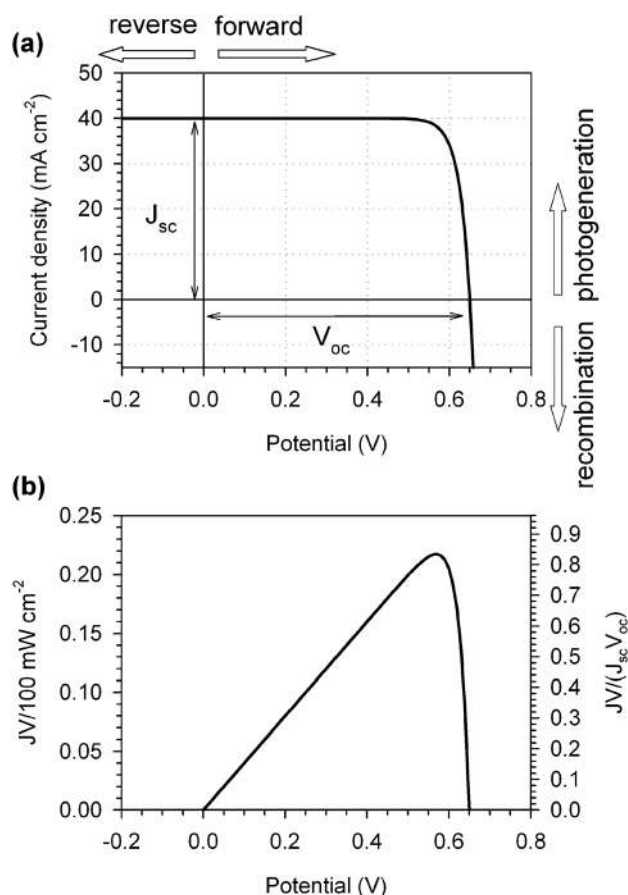 reverse forward
(a)
50
40
30
20
10
0
-10
Current density (mA cm-2)
Jsc
Voc
photogeneration
recombination
-0.2 0.0 0.2 0.4 0.6 0.8
Potential (V)
(b)
0.25
0.20
0.15
0.10
0.05
0.00
JV/100 mW cm-2
0.9
0.8
0.7
0.6
0.5
0.4
0.3
0.2
0.1
0.0
JV/(JscVoc)
-0.2 0.0 0.2 0.4 0.6 0.8
Potential (V)